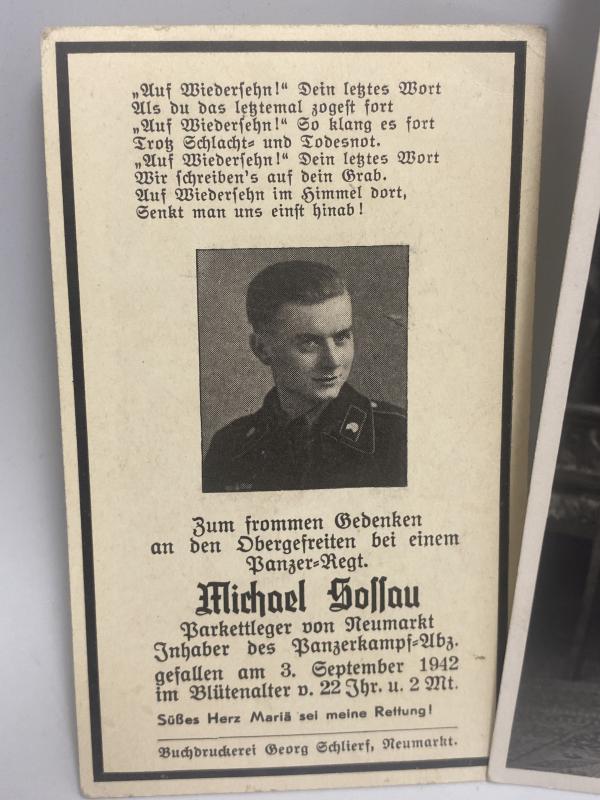 „Auf Wiedersehn!“ Dein letztes Wort
Als du das letztemal zogest fort
„Auf Wiedersehn!“ So klang es fort
Trotz Schlacht- und Todesnot.
„Auf Wiedersehn!“ Dein letztes Wort
Wir schreiben's auf dein Grab.
Auf Wiedersehn im Himmel dort,
Senkt man uns einst hinab!
Zum frommen Gedenken
an den Obergefreiten bei einem
Panzer-Regt.
Michael Sossau
Parkettleger von Neumarkt
Inhaber des Panzerkampf-Abz.
gefallen am 3. September 1942
im Blütenalter v. 22 Jhr. u. 2 Mt.
Süßes Herz Mariä sei meine Rettung!
Buchdruckerei Georg Schlierf, Neumarkt.